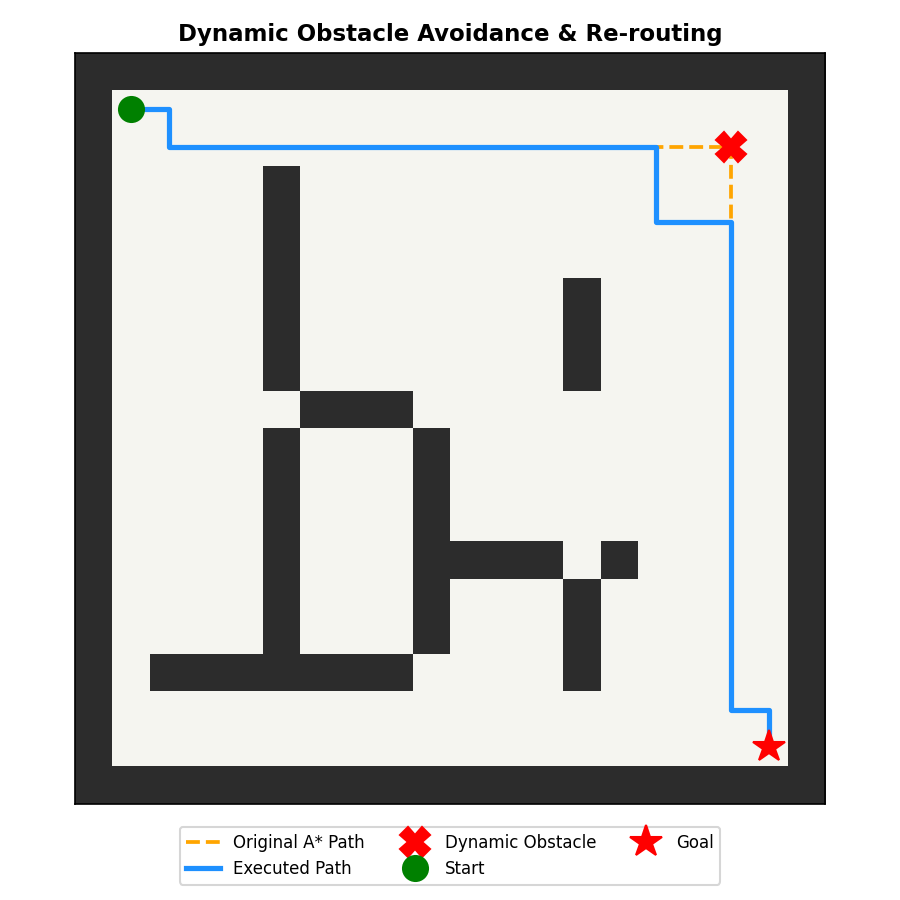 Dynamic Obstacle Avoidance & Re-routing
Original A* Path
Executed Path
Dynamic Obstacle
Start
Goal